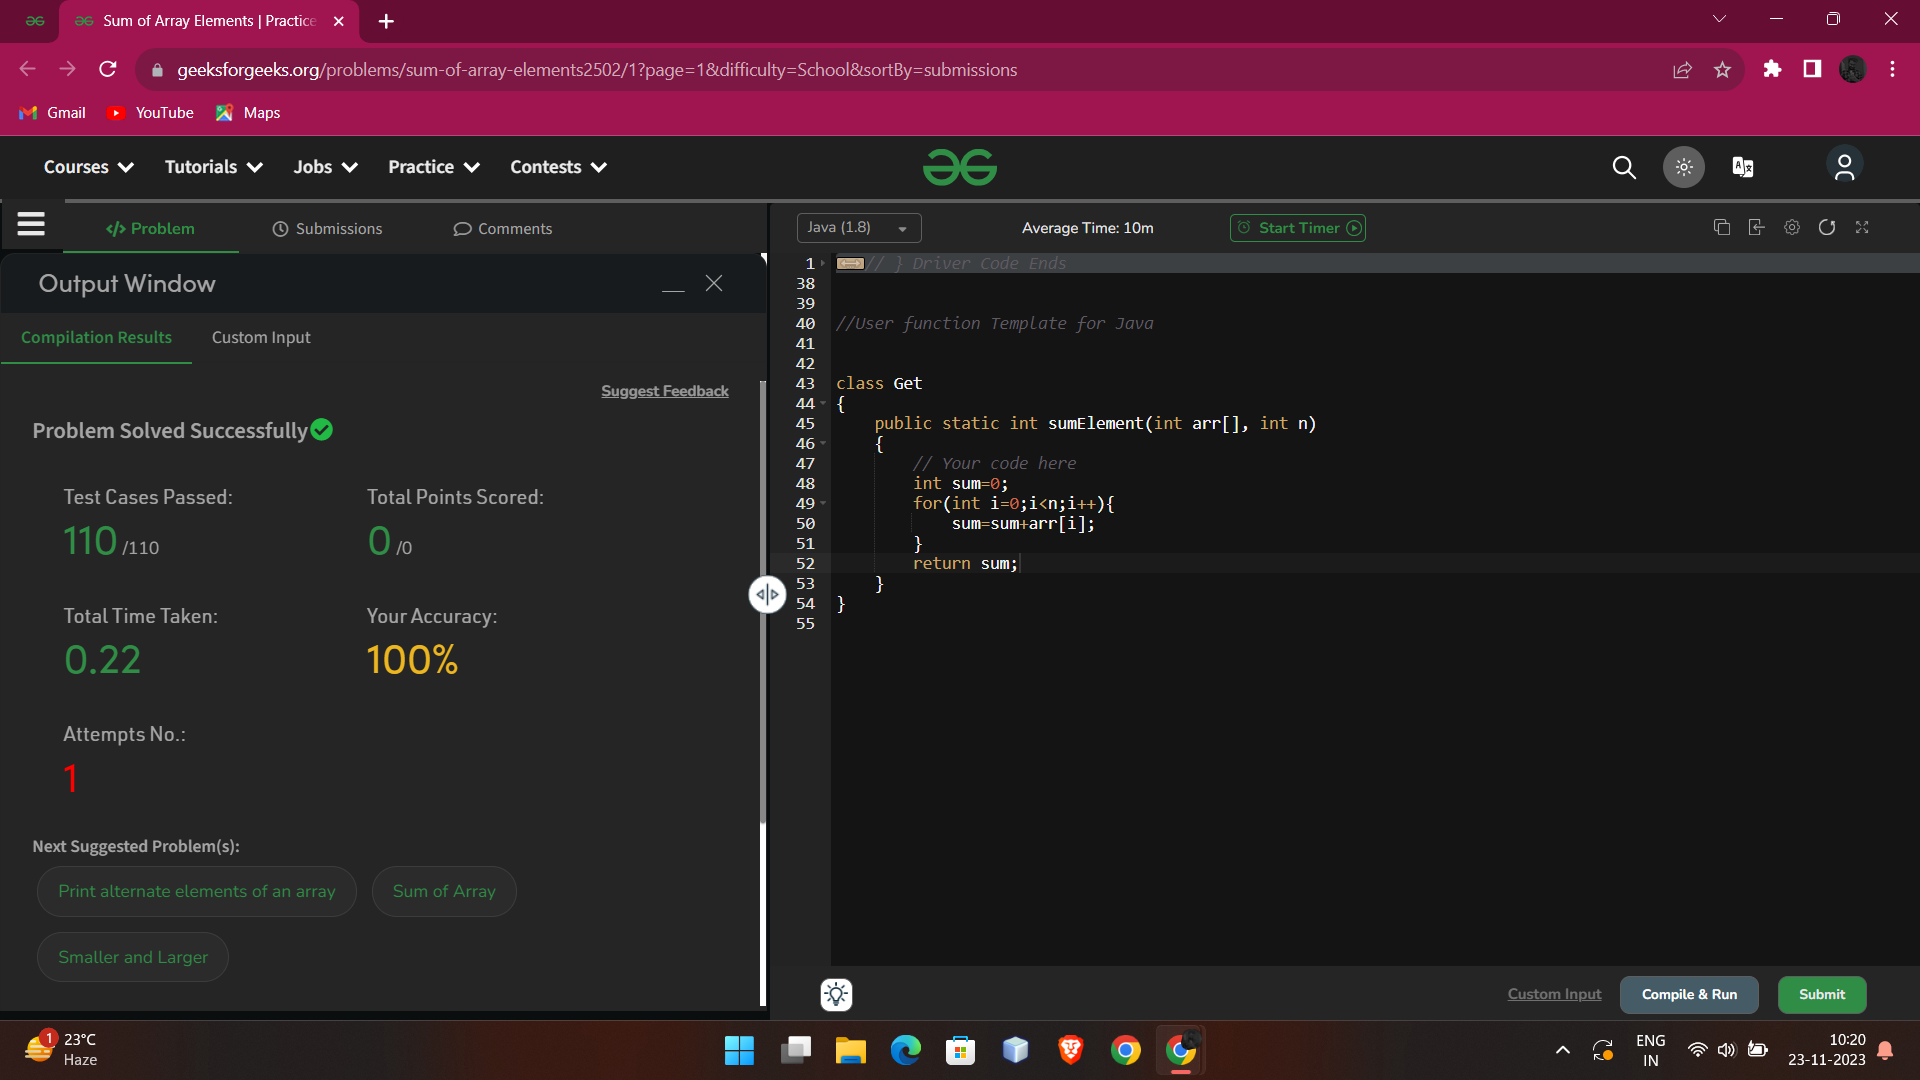 Sum of Array Elements | Practice
geeksforgeeks.org/problems/sum-of-array-elements2502/1?page=1&difficulty=School&sortBy=submissions
Gmail YouTube Maps
Courses Tutorials Jobs Practice Contests
</> Problem Submissions Comments
Java (1.8) Average Time: 10m Start Timer
Output Window
Compilation Results Custom Input
Suggest Feedback
Problem Solved Successfully
Test Cases Passed: Total Points Scored:
110 /110 0 /0
Total Time Taken: Your Accuracy:
0.22 100%
Attempts No.:
1
Next Suggested Problem(s):
Print alternate elements of an array Sum of Array
Smaller and Larger
1 // } Driver Code Ends
38
39
40 //User function Template for Java
41
42
43 class Get
44 {
45 public static int sumElement(int arr[], int n)
46 {
47 // Your code here
48 int sum=0;
49 for(int i=0;i<n;i++){
50 sum=sum+arr[i];
51 }
52 return sum;
53 }
54 }
55
Custom Input Compile & Run Submit
1 23°C
Haze
ENG
IN
10:20
23-11-2023